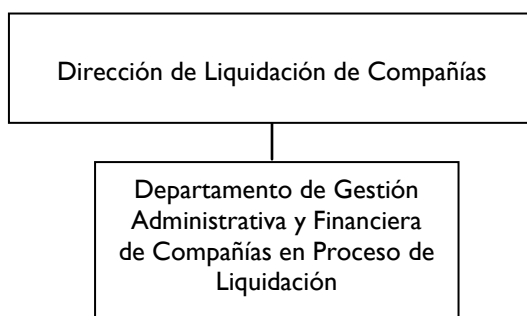 Dirección de Liquidación de Compañías
Departamento de Gestión
Administrativa y Financiera
de Compañías en Proceso de
Liquidación